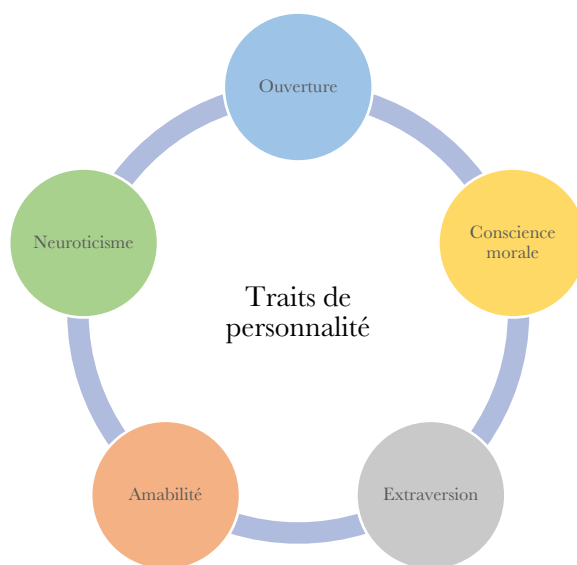 Ouverture
Conscience
morale
Extraversion
Amabilité
Neuroticisme
Traits de
personnalité